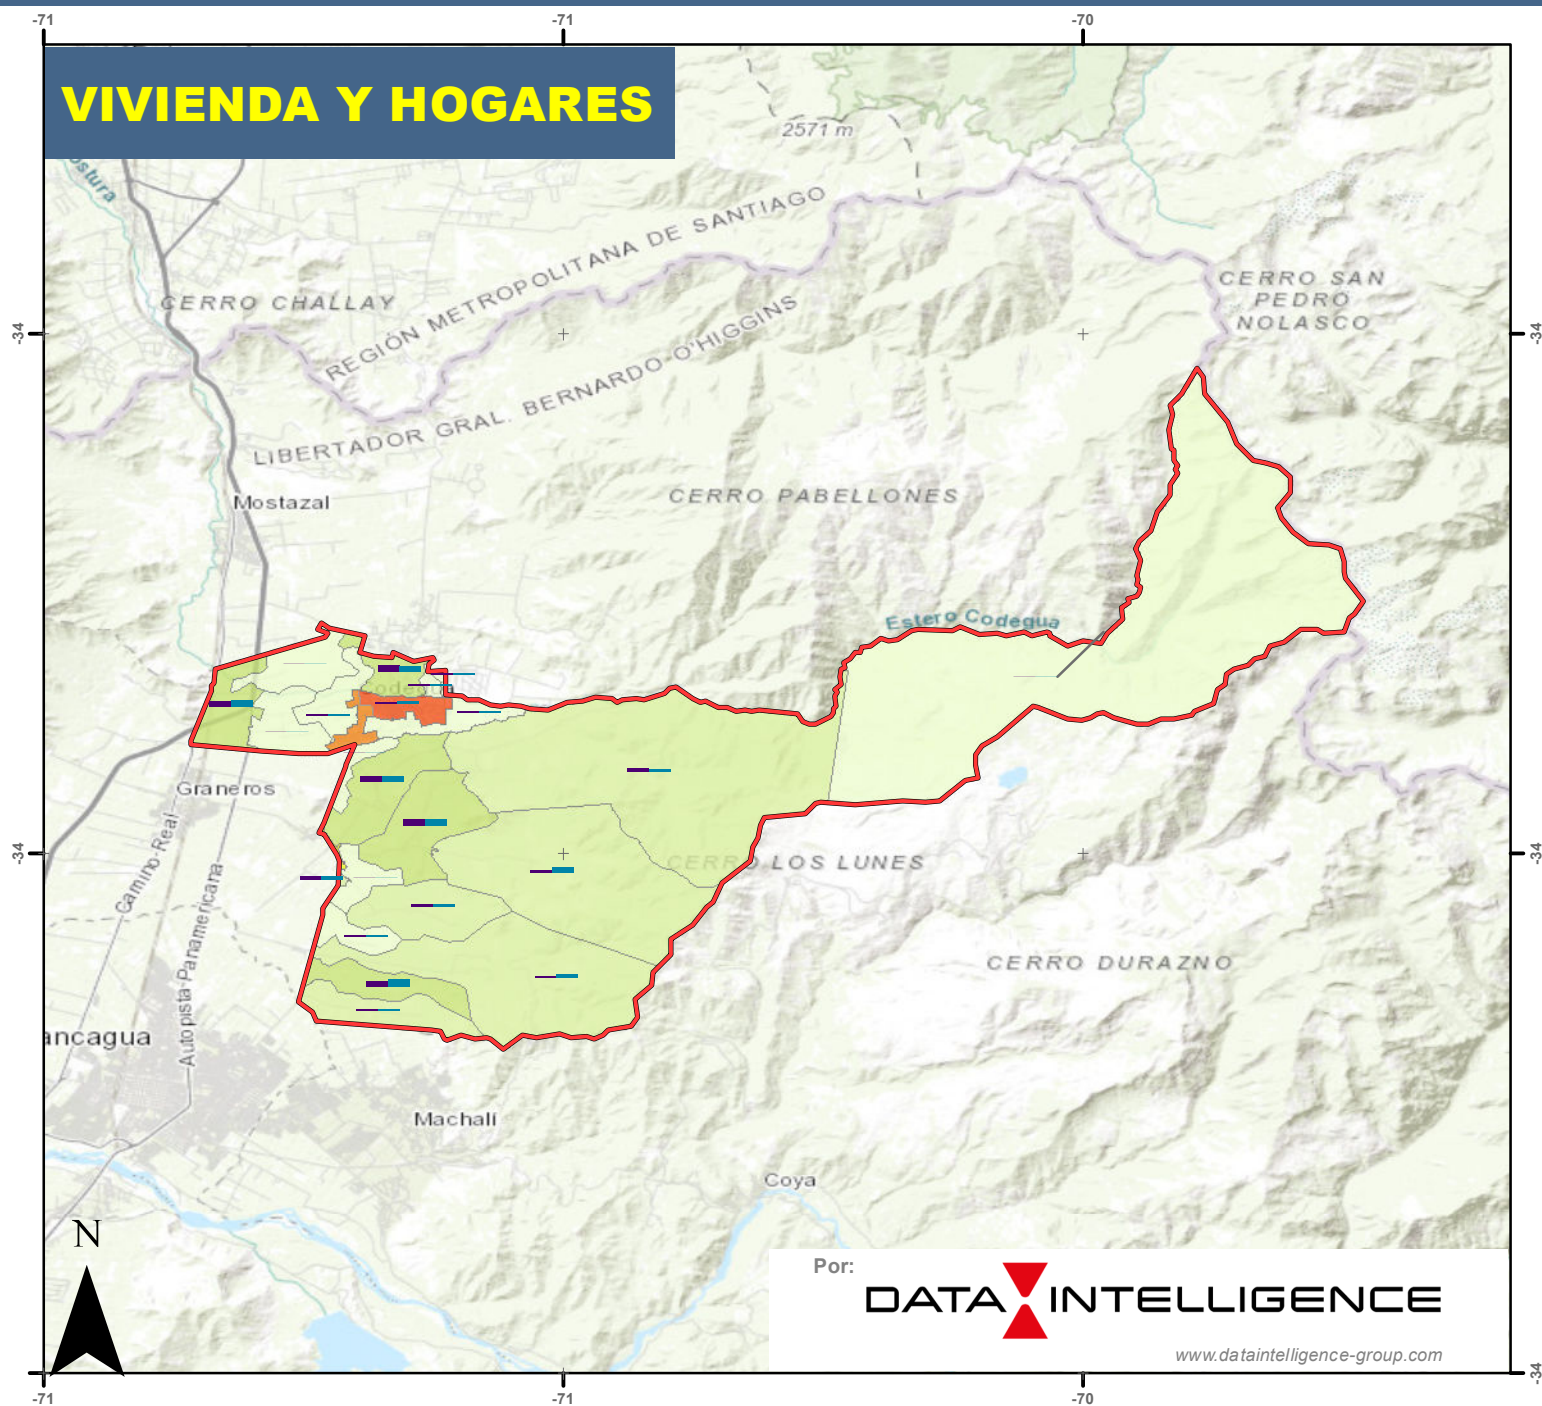 -71
-71
-70
VIVIENDA Y HOGARES
2571 m
REGIÓN METROPOLITANA DE SANTIAGO
CERRO SAN
PEDRO
NOLASCO
CERRO CHALLAY
LIBERTADOR GRAL. BERNARDO O'HIGGINS
-34
-34
Mostazal
CERRO PABELLONES
Estero Codegua
Codegua
Graneros
-34
-34
CERRO LOS LUNES
Camino Real
Autopista Panamericana
CERRO DURAZNO
ancagua
Machalí
Coya
N
Por:
DATA INTELLIGENCE
www.dataintelligence-group.com
-34
-71
-71
-70